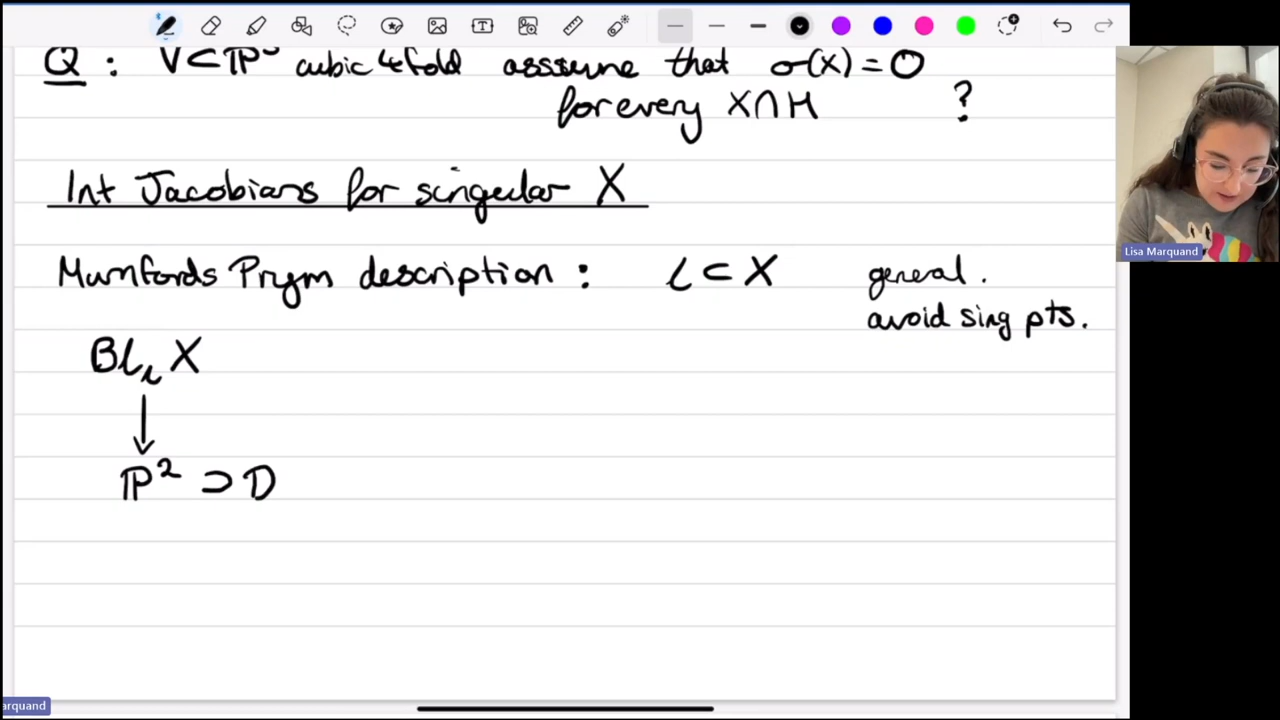 Q : V ⊂ P⁵ cubic 4fold asssume that σ(X) = 0
for every X ∩ H ?
Int Jacobians for singular X
Mumfords Prym description : L ⊂ X general.
avoid sing pts.
Bl_L X
↓
P² ⊃ D
Lisa Marquand
arquand